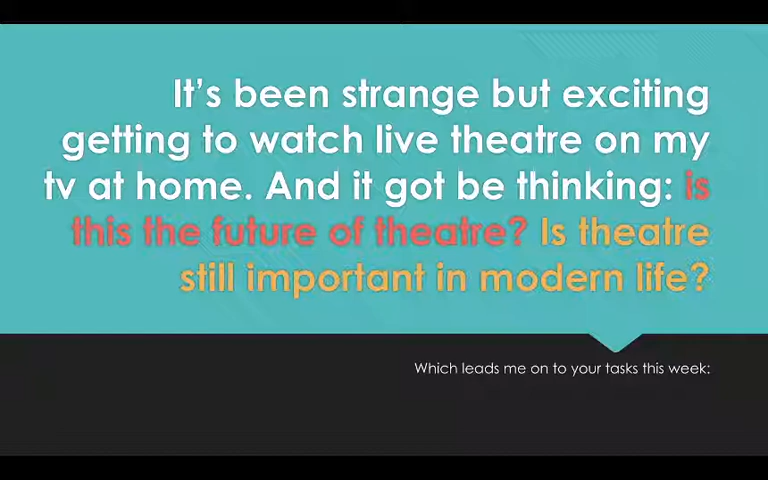 It's been strange but exciting
getting to watch live theatre on my
tv at home. And it got be thinking: is
this the future of theatre? Is theatre
still important in modern life?
Which leads me on to your tasks this week: